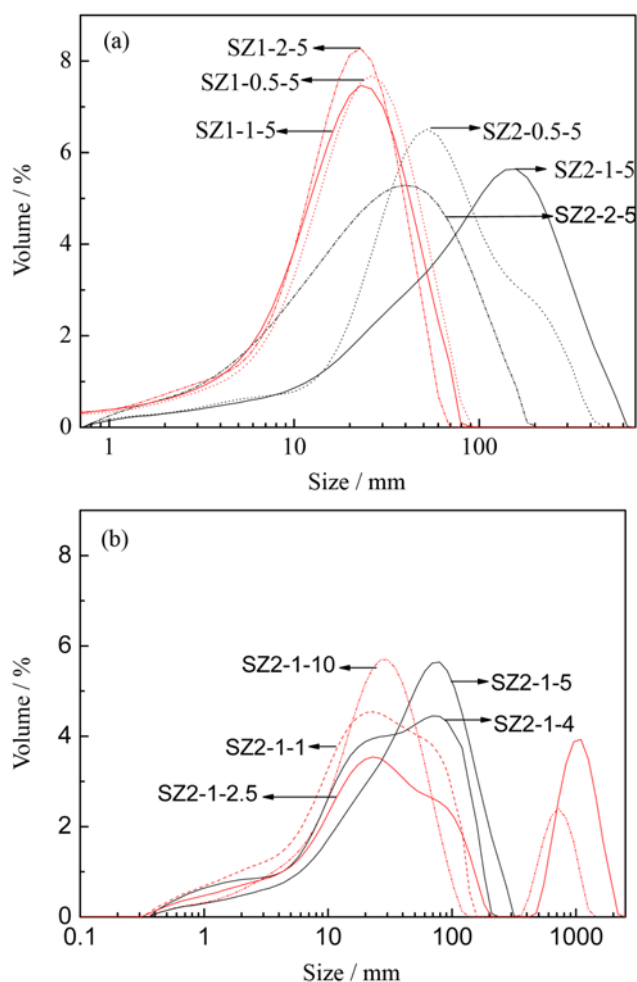 (a)
SZ1-2-5
SZ1-0.5-5
SZ1-1-5
SZ2-0.5-5
SZ2-1-5
SZ2-2-5
8
6
4
2
0
Volume / %
1 10 100
Size / mm
(b)
SZ2-1-10
SZ2-1-5
SZ2-1-4
SZ2-1-1
SZ2-1-2.5
8
6
4
2
0
Volume / %
0.1 1 10 100 1000
Size / mm